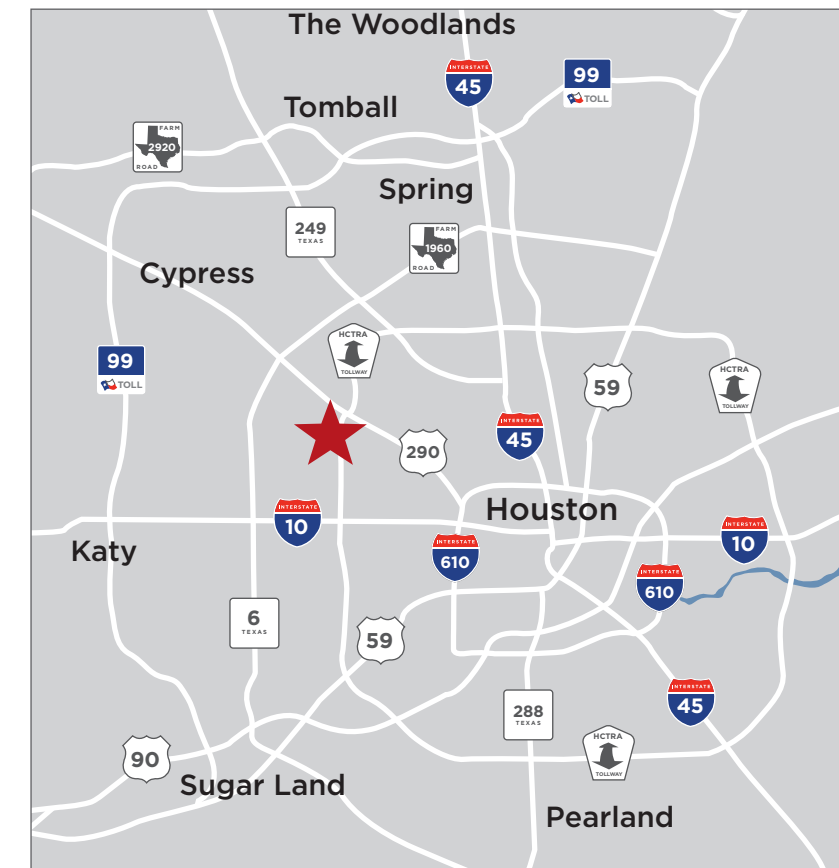 The Woodlands
INTERSTATE
45
99
TOLL
Tomball
FARM
2920
ROAD
Spring
249
TEXAS
FARM
1960
ROAD
Cypress
HCTRA
TOLLWAY
99
TOLL
59
HCTRA
TOLLWAY
INTERSTATE
45
290
INTERSTATE
10
Houston
INTERSTATE
10
Katy
INTERSTATE
610
INTERSTATE
610
6
TEXAS
59
INTERSTATE
45
288
TEXAS
90
HCTRA
TOLLWAY
Sugar Land
Pearland